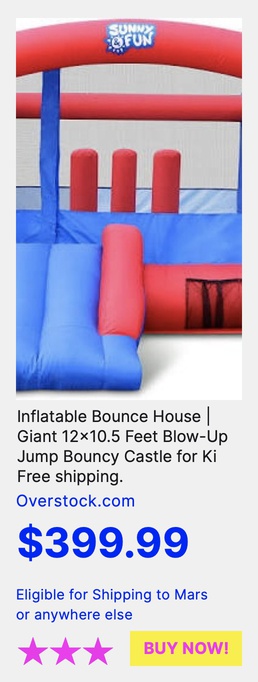 SUNNY
& FUN
Inflatable Bounce House |
Giant 12×10.5 Feet Blow-Up
Jump Bouncy Castle for Ki
Free shipping.
Overstock.com
$399.99
Eligible for Shipping to Mars
or anywhere else
BUY NOW!